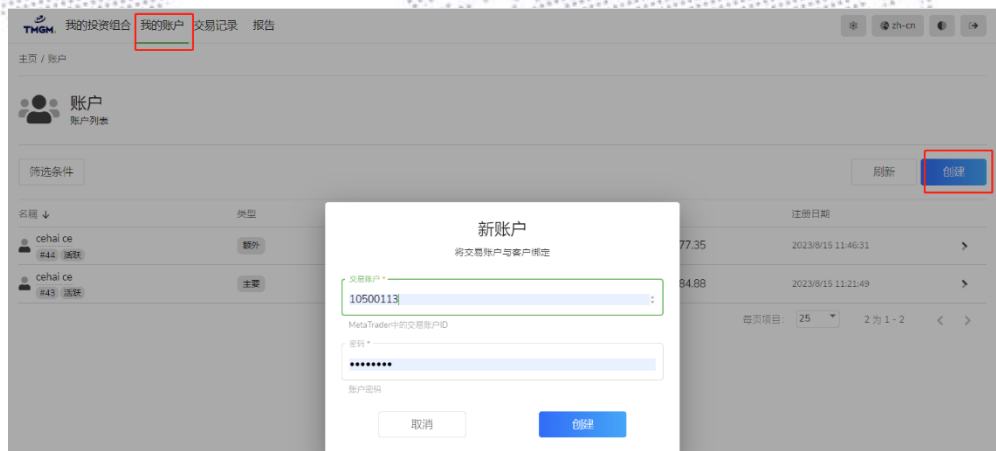 TMGM 我的投资组合 我的账户 交易记录 报告 zh-cn
主页 / 账户
账户
账户列表
筛选条件 刷新 创建
名称 ↓ 类型 注册日期
cehai ce
#44 活跃 额外 77.35 2023/8/15 11:46:31
cehai ce
#43 活跃 主要 84.88 2023/8/15 11:21:49
每页项目: 25 2 为 1 - 2
新账户
将交易账户与客户绑定
交易账户 *
10500113
MetaTrader中的交易账户ID
密码 *
••••••••
账户密码
取消 创建